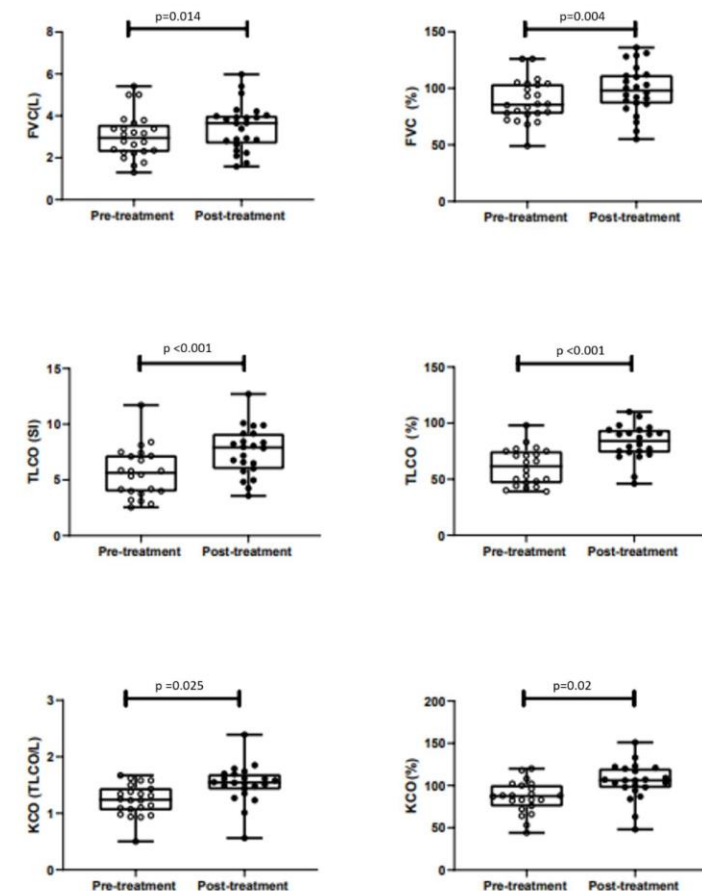 p=0.014
8
6
4
2
0
FVC(L)
Pre-treatment Post-treatment
p=0.004
150
100
50
0
FVC (%)
Pre-treatment Post-treatment
p <0.001
15
10
5
0
TLCO (SI)
Pre-treatment Post-treatment
p <0.001
150
100
50
0
TLCO (%)
Pre-treatment Post-treatment
p =0.025
3
2
1
0
KCO (TLCO/L)
Pre-treatment Post-treatment
p=0.02
200
150
100
50
0
KCO(%)
Pre-treatment Post-treatment